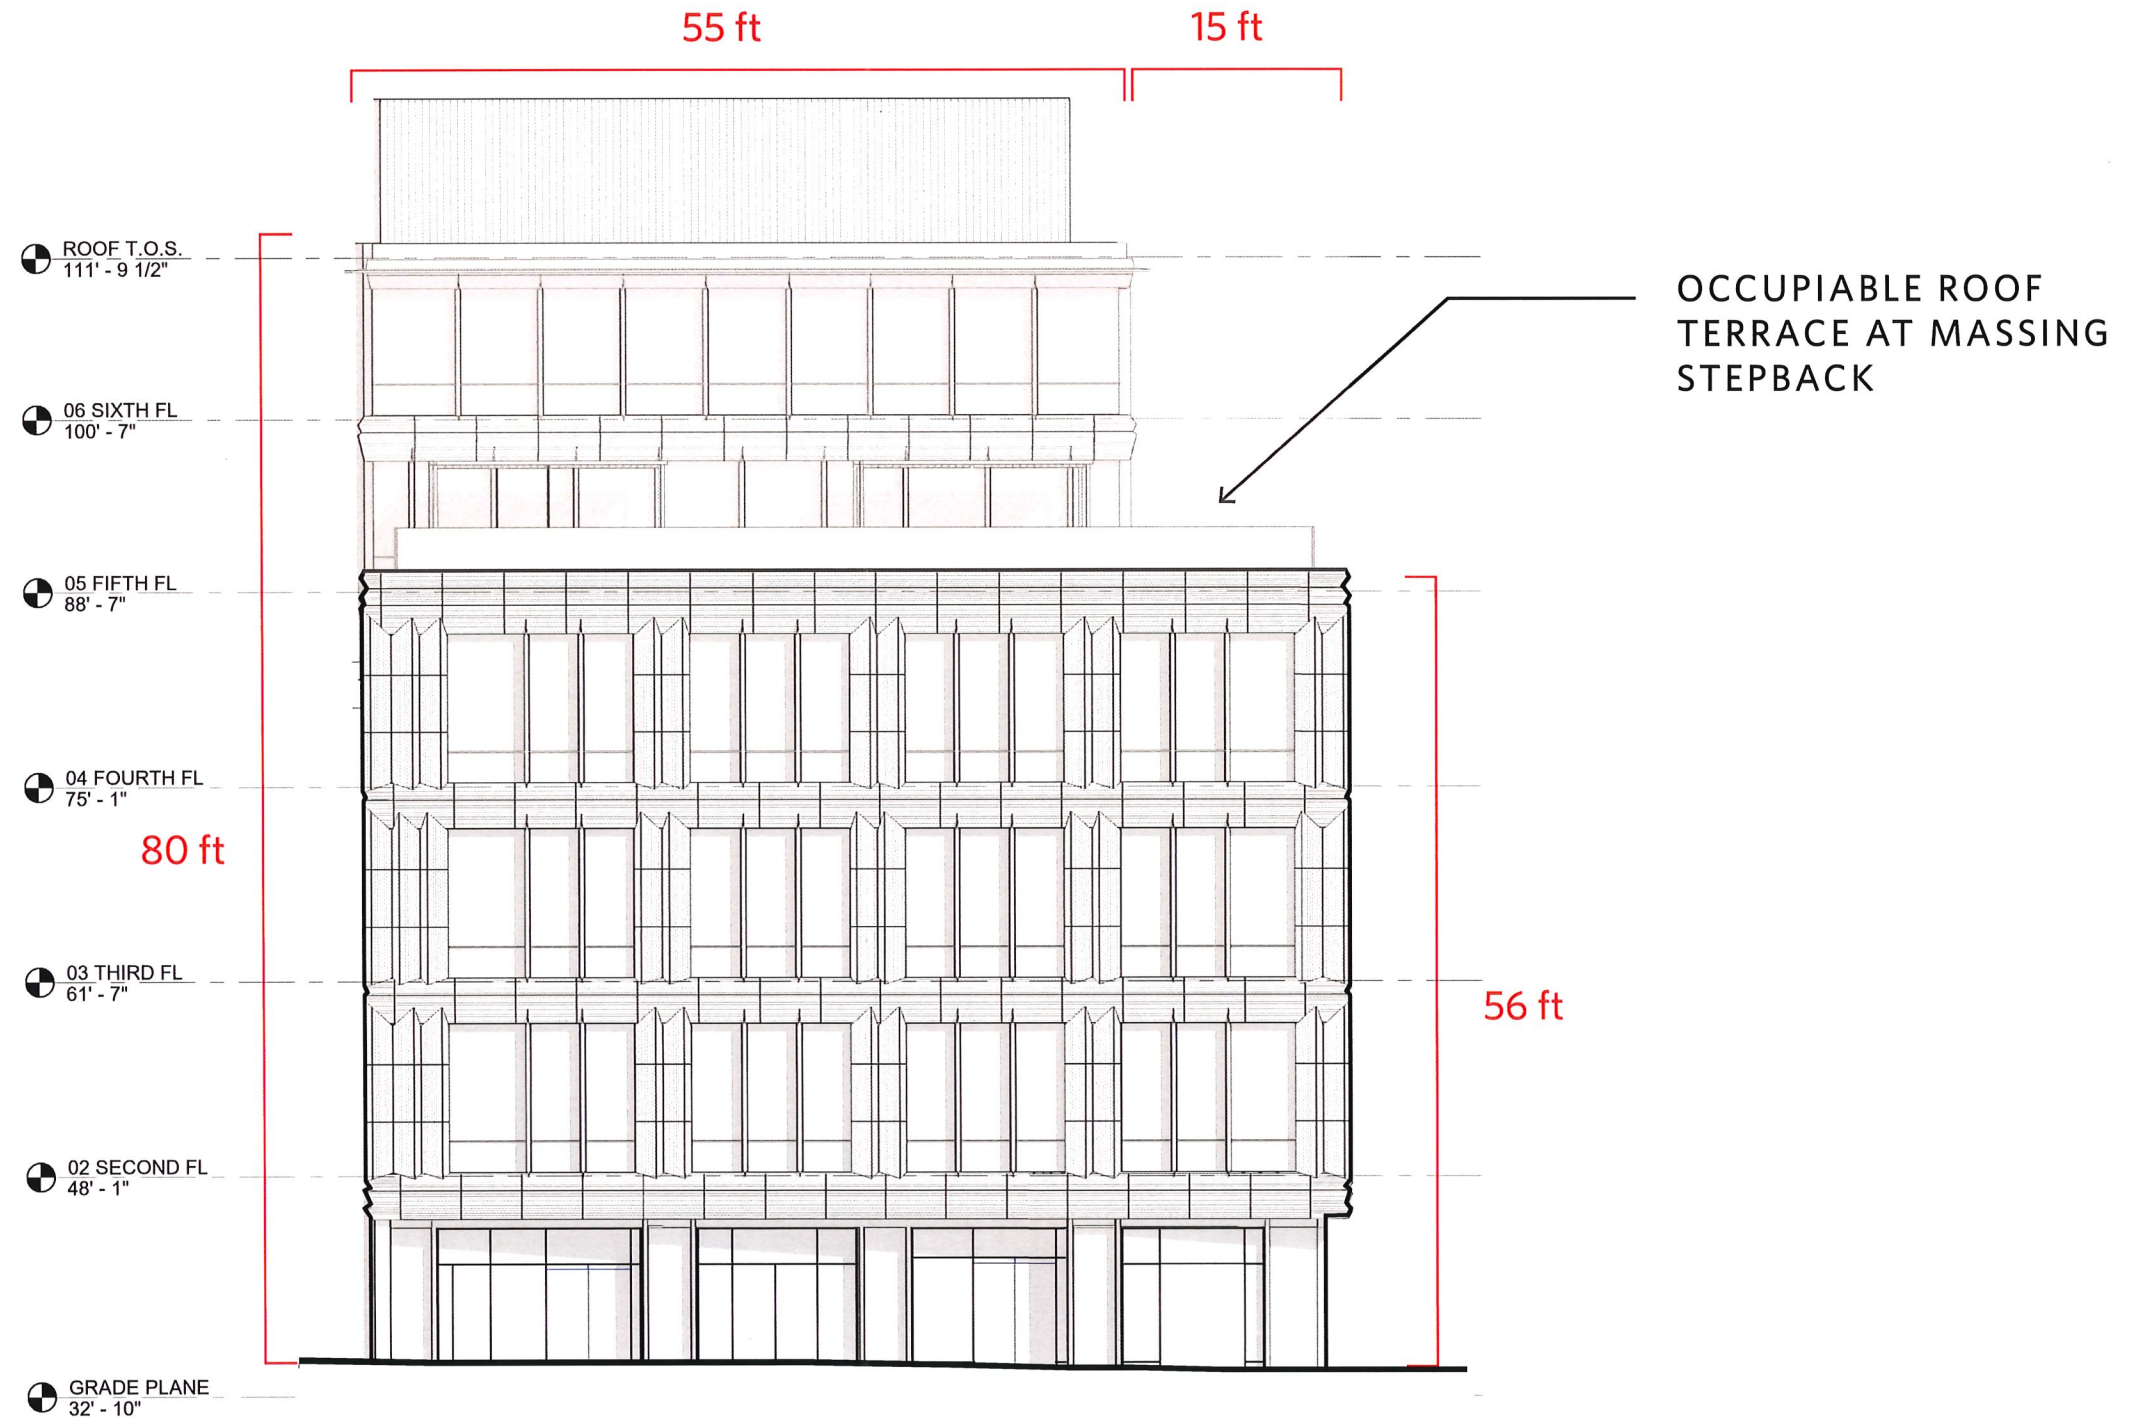 55 ft
15 ft
ROOF T.O.S.
111' - 9 1/2"
OCCUPIABLE ROOF
TERRACE AT MASSING
STEPBACK
06 SIXTH FL
100' - 7"
05 FIFTH FL
88' - 7"
04 FOURTH FL
75' - 1"
80 ft
03 THIRD FL
61' - 7"
56 ft
02 SECOND FL
48' - 1"
GRADE PLANE
32' - 10"